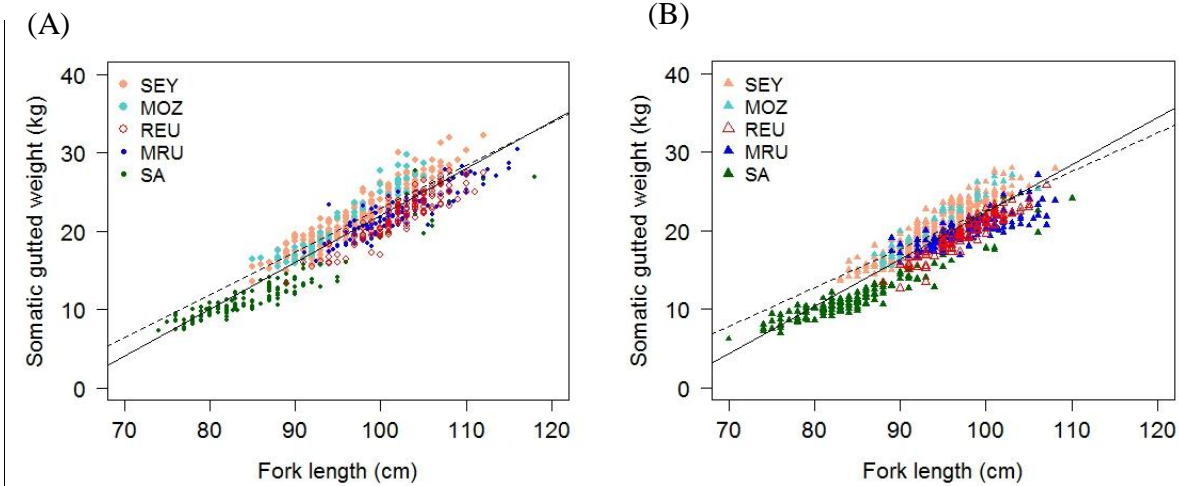 (A)
Somatic gutted weight (kg)
40
30
20
10
0
SEY
MOZ
REU
MRU
SA
70 80 90 100 110 120
Fork length (cm)
(B)
Somatic gutted weight (kg)
40
30
20
10
0
SEY
MOZ
REU
MRU
SA
70 80 90 100 110 120
Fork length (cm)